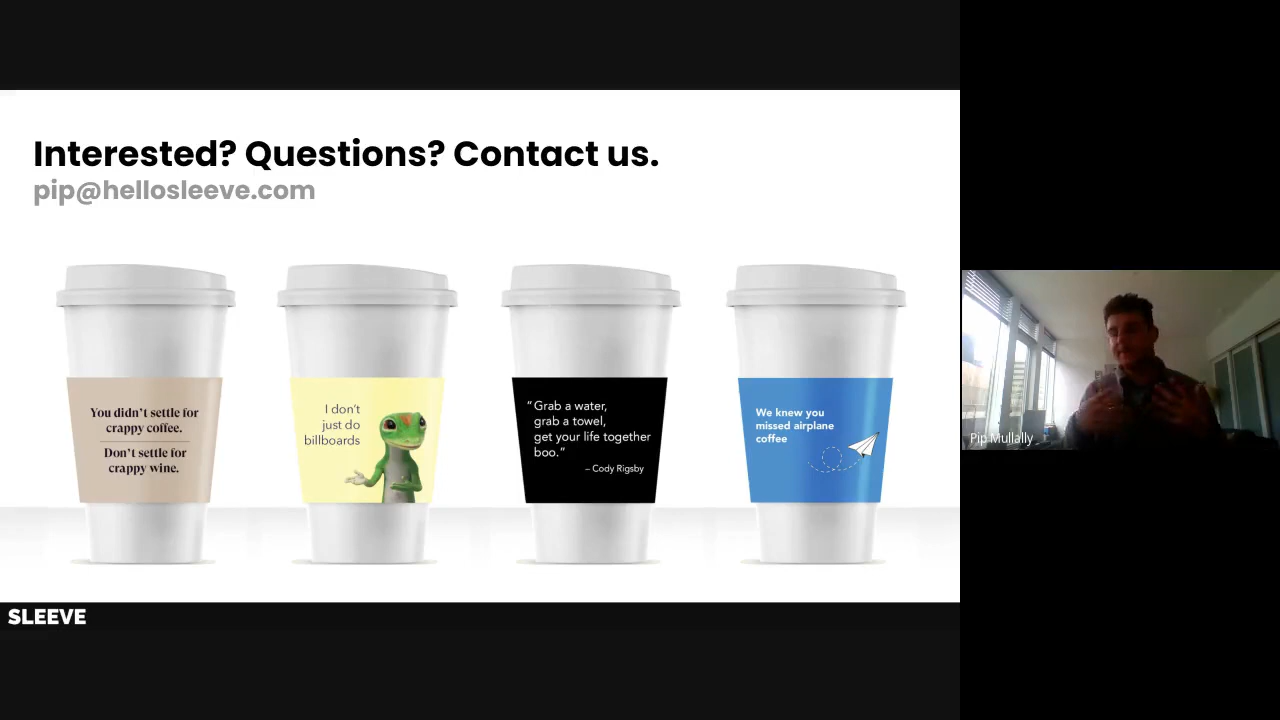 Interested? Questions? Contact us.
pip@hellosleeve.com
You didn't settle for
crappy coffee.
Don't settle for
crappy wine.
I don't
just do
billboards
“Grab a water,
grab a towel,
get your life together
boo.”
– Cody Rigsby
We knew you
missed airplane
coffee
Pip Mullally
SLEEVE